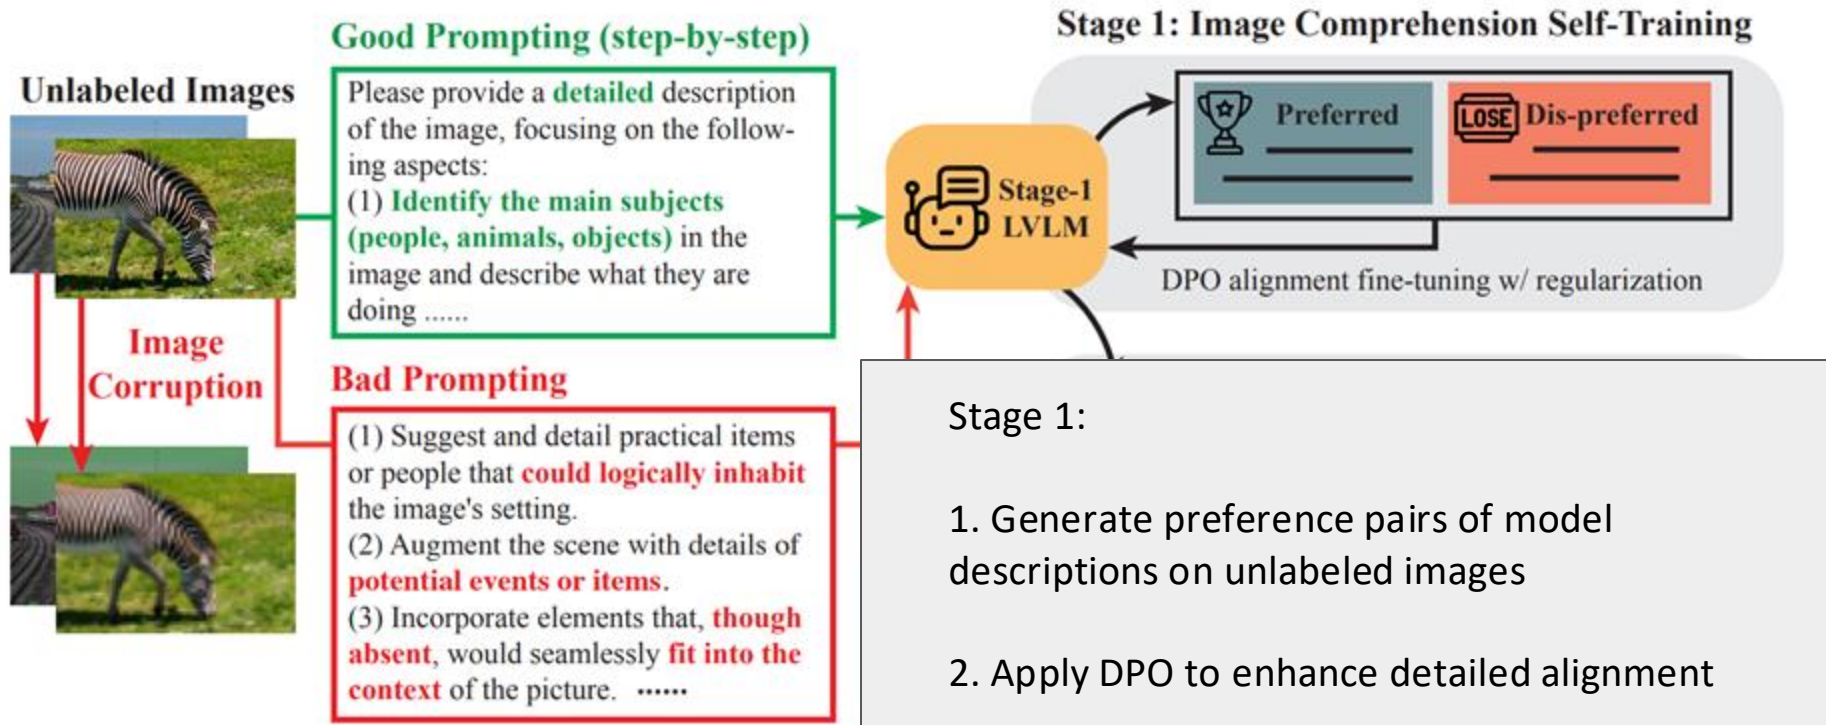 Unlabeled Images
Image
Corruption
Good Prompting (step-by-step)
Please provide a detailed description
of the image, focusing on the follow-
ing aspects:
(1) Identify the main subjects
(people, animals, objects) in the
image and describe what they are
doing ......
Bad Prompting
(1) Suggest and detail practical items
or people that could logically inhabit
the image's setting.
(2) Augment the scene with details of
potential events or items.
(3) Incorporate elements that, though
absent, would seamlessly fit into the
context of the picture. ......
Stage-1
LVLM
Stage 1: Image Comprehension Self-Training
Preferred
LOSE Dis-preferred
DPO alignment fine-tuning w/ regularization
Stage 1:
1. Generate preference pairs of model
descriptions on unlabeled images
2. Apply DPO to enhance detailed alignment